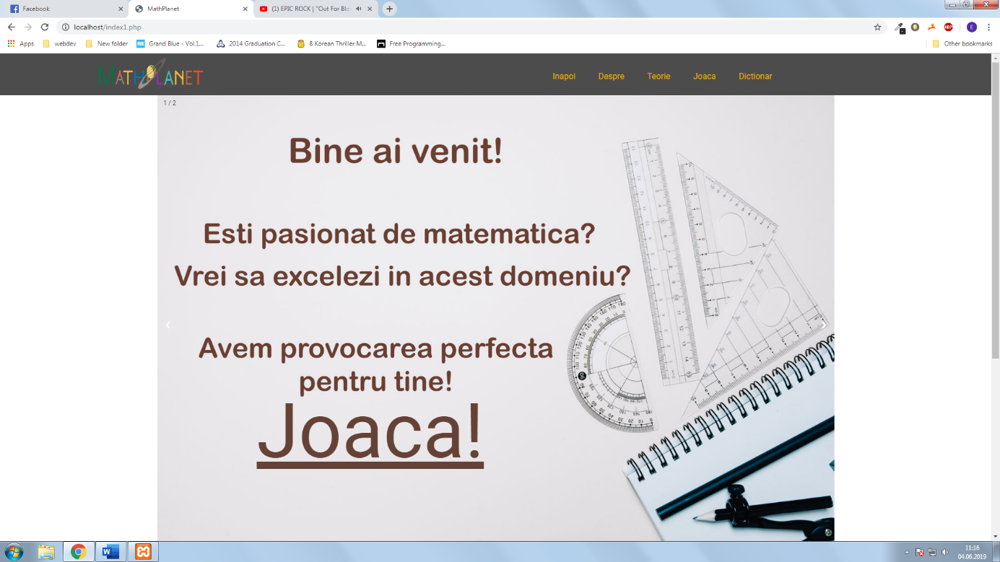 Facebook
MathPlanet
(1) EPIC ROCK | "Out For Blo
localhost/index1.php
ABP
E
Apps
webdev
New folder
Grand Blue - Vol.1...
2014 Graduation C...
8 Korean Thriller M...
Free Programming...
Other bookmarks
MATHPLANET
Inapoi
Despre
Teorie
Joaca
Dictionar
1 / 2
Bine ai venit!
Esti pasionat de matematica?
Vrei sa excelezi in acest domeniu?
Avem provocarea perfecta
pentru tine!
Joaca!
11:16
04.06.2019